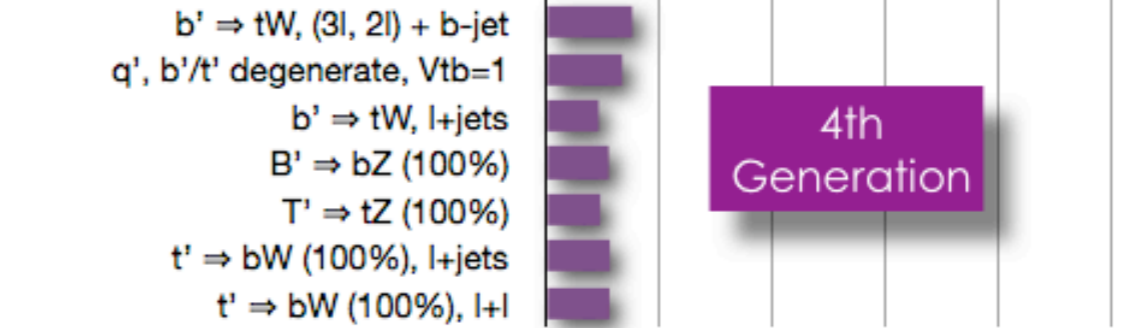 b' ⇒ tW, (3l, 2l) + b-jet
q', b'/t' degenerate, Vtb=1
b' ⇒ tW, l+jets
B' ⇒ bZ (100%)
T' ⇒ tZ (100%)
t' ⇒ bW (100%), l+jets
t' ⇒ bW (100%), l+l
4th
Generation